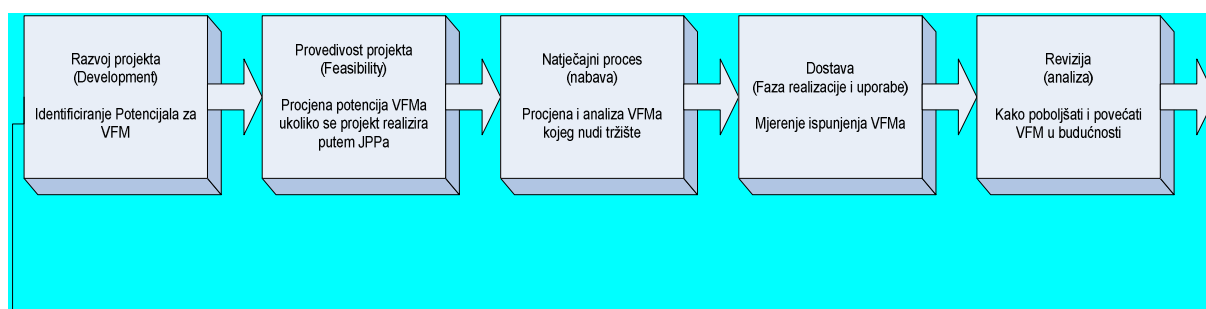 Razvoj projekta
(Development)
Identificiranje Potencijala za
VFM
Provedivost projekta
(Feasibility)
Procjena potencija VFMa
ukoliko se projekt realizira
putem JPPa
Natječajni proces
(nabava)
Procjena i analiza VFMa
kojeg nudi tržište
Dostava
(Faza realizacije i uporabe)
Mjerenje ispunjenja VFMa
Revizija
(analiza)
Kako poboljšati i povećati
VFM u budućnosti